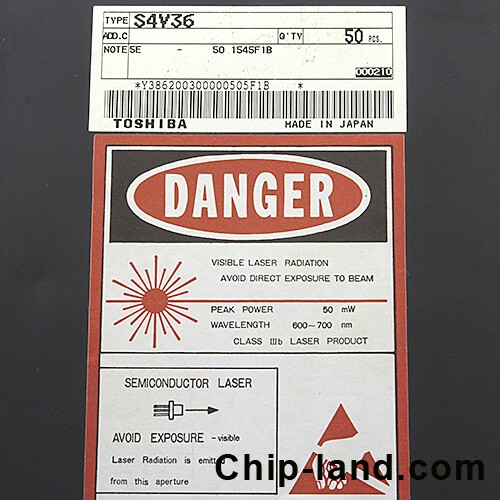 TYPE S4V36
ADD.C Q'TY 50 PCS.
NOTE SE - 50 1S4SF1B
000210
*Y386200300000505F1B *
TOSHIBA MADE IN JAPAN
DANGER
VISIBLE LASER RADIATION
AVOID DIRECT EXPOSURE TO BEAM
PEAK POWER 50 mW
WAVELENGTH 600~700 nm
CLASS IIIb LASER PRODUCT
SEMICONDUCTOR LASER
AVOID EXPOSURE -visible
Laser Radiation is emitted
from this aperture
Chip-land.com